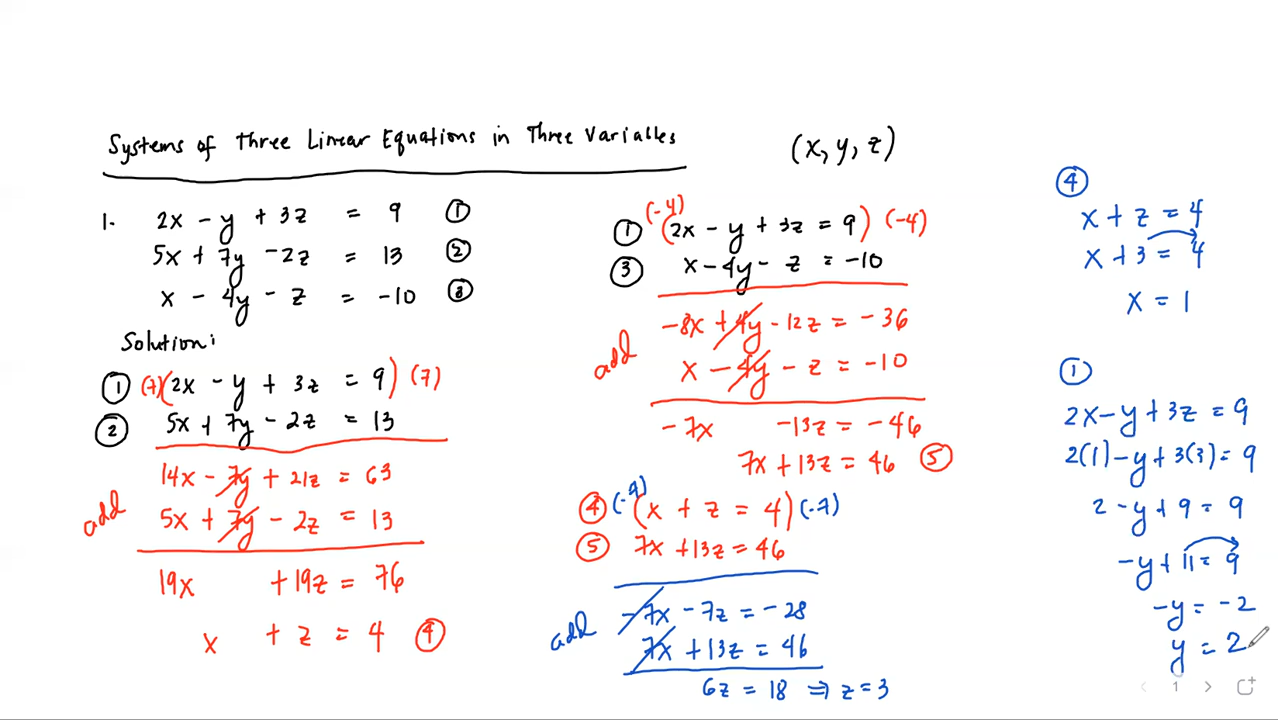 Systems of Three Linear Equations in Three Variables
(x, y, z)
1. 2x - y + 3z = 9 ①
5x + 7y - 2z = 13 ②
x - 4y - z = -10 ③
Solution:
① (7)(2x - y + 3z = 9) (7)
② 5x + 7y - 2z = 13
14x - 7y + 21z = 63
add 5x + 7y - 2z = 13
19x + 19z = 76
x + z = 4 ④
① (-4)(2x - y + 3z = 9) (-4)
③ x - 4y - z = -10
-8x + 4y - 12z = -36
add x - 4y - z = -10
-7x -13z = -46
7x + 13z = 46 ⑤
④ (-7)(x + z = 4)(-7)
⑤ 7x + 13z = 46
-7x - 7z = -28
add 7x + 13z = 46
6z = 18 ⇒ z = 3
④
x + z = 4
x + 3 = 4
x = 1
①
2x - y + 3z = 9
2(1) - y + 3(3) = 9
2 - y + 9 = 9
-y + 11 = 9
-y = -2
y = 2
1